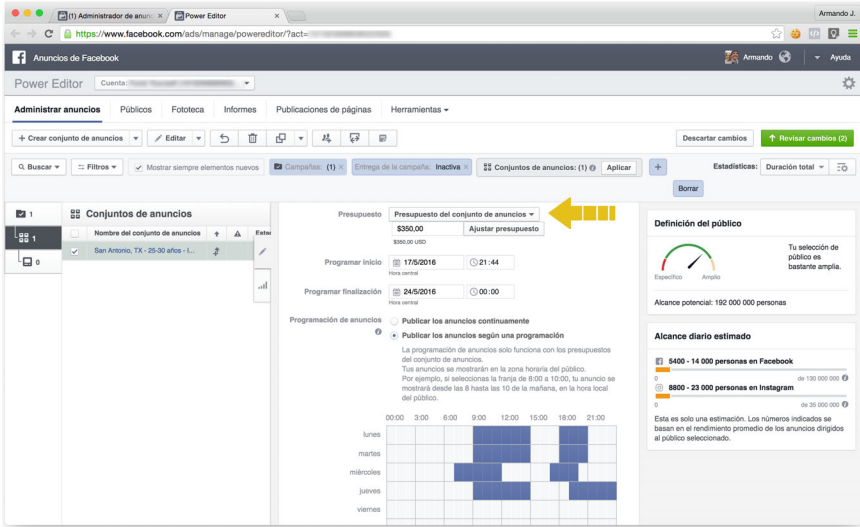 (1) Administrador de anunc
Power Editor
Armando J.
https://www.facebook.com/ads/manage/powereditor/?act=
Anuncios de Facebook
Armando
Ayuda
Power Editor
Cuenta:
Administrar anuncios
Públicos
Fototeca
Informes
Publicaciones de páginas
Herramientas
+ Crear conjunto de anuncios
Editar
Descartar cambios
Revisar cambios (2)
Buscar
Filtros
Mostrar siempre elementos nuevos
Campañas: (1) ×
Entrega de la campaña: Inactiva ×
Conjuntos de anuncios: (1)
Aplicar
+
Estadísticas:
Duración total
Borrar
1
1
0
Conjuntos de anuncios
Nombre del conjunto de anuncios
Estad
San Antonio, TX - 25-30 años - I...
Presupuesto
Presupuesto del conjunto de anuncios
$350,00
Ajustar presupuesto
$350,00 USD
Programar inicio
17/5/2016
21:44
Hora central
Programar finalización
24/5/2016
00:00
Hora central
Programación de anuncios
Publicar los anuncios continuamente
Publicar los anuncios según una programación
La programación de anuncios solo funciona con los presupuestos
del conjunto de anuncios.
Tus anuncios se mostrarán en la zona horaria del público.
Por ejemplo, si seleccionas la franja de 6:00 a 10:00, tu anuncio se
mostrará desde las 8 hasta las 10 de la mañana, en la hora local
del público.
00:00 3:00 6:00 9:00 12:00 15:00 18:00 21:00
lunes
martes
miércoles
jueves
viernes
Definición del público
Tu selección de
público es
bastante amplia.
Específico
Amplio
Alcance potencial: 192 000 000 personas
Alcance diario estimado
5400 - 14 000 personas en Facebook
0
de 130 000 000
8800 - 23 000 personas en Instagram
0
de 35 000 000
Esta es solo una estimación. Los números indicados se
basan en el rendimiento promedio de los anuncios dirigidos
al público seleccionado.